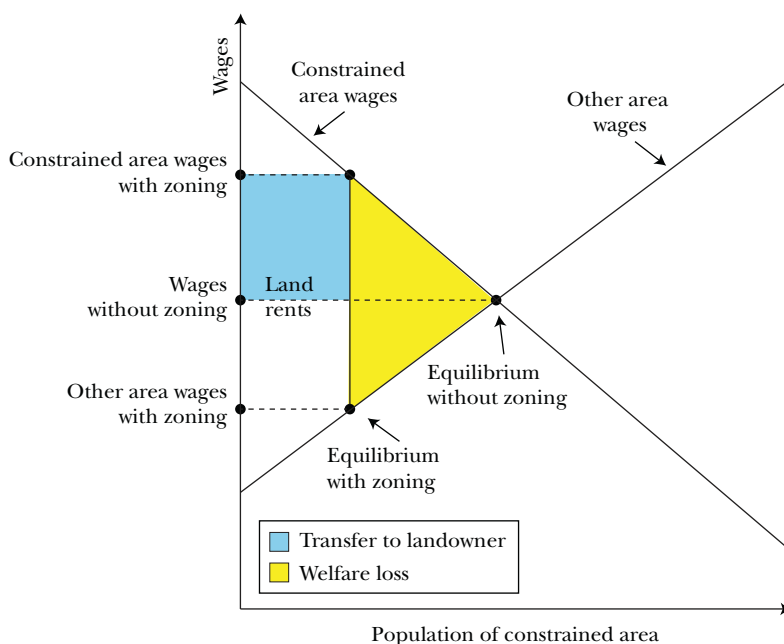 Wages
Constrained
area wages
Other area
wages
Constrained area wages
with zoning
Wages
without zoning
Land
rents
Other area wages
with zoning
Equilibrium
without zoning
Equilibrium
with zoning
Transfer to landowner
Welfare loss
Population of constrained area